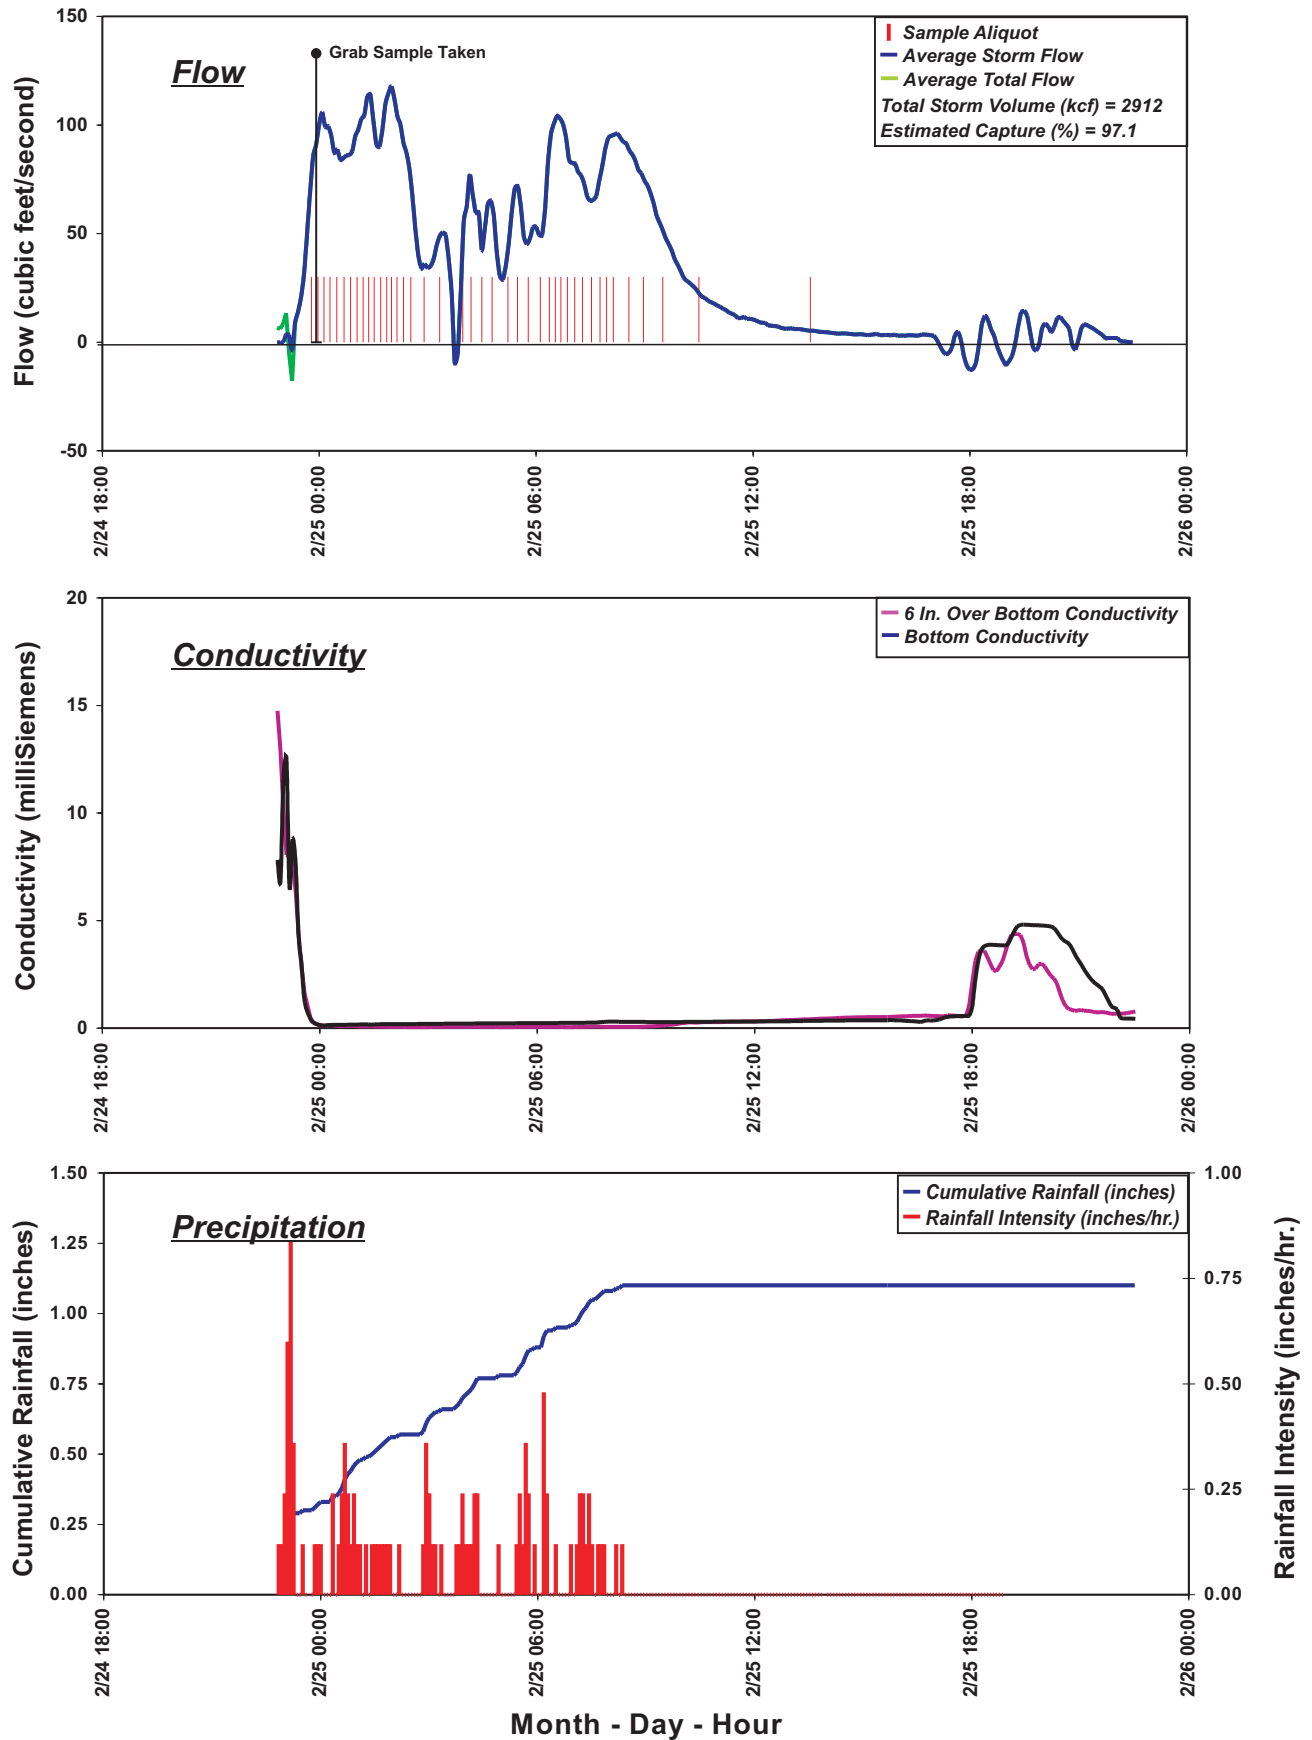 Flow
Grab Sample Taken
Sample Aliquot
Average Storm Flow
Average Total Flow
Total Storm Volume (kcf) = 2912
Estimated Capture (%) = 97.1
Flow (cubic feet/second)
150
100
50
0
-50
2/24 18:00
2/25 00:00
2/25 06:00
2/25 12:00
2/25 18:00
2/26 00:00
Conductivity
6 In. Over Bottom Conductivity
Bottom Conductivity
Conductivity (milliSiemens)
20
15
10
5
0
2/24 18:00
2/25 00:00
2/25 06:00
2/25 12:00
2/25 18:00
2/26 00:00
Precipitation
Cumulative Rainfall (inches)
Rainfall Intensity (inches/hr.)
Cumulative Rainfall (inches)
1.50
1.25
1.00
0.75
0.50
0.25
0.00
1.00
0.75
0.50
0.25
0.00
Rainfall Intensity (inches/hr.)
2/24 18:00
2/25 00:00
2/25 06:00
2/25 12:00
2/25 18:00
2/26 00:00
Month - Day - Hour